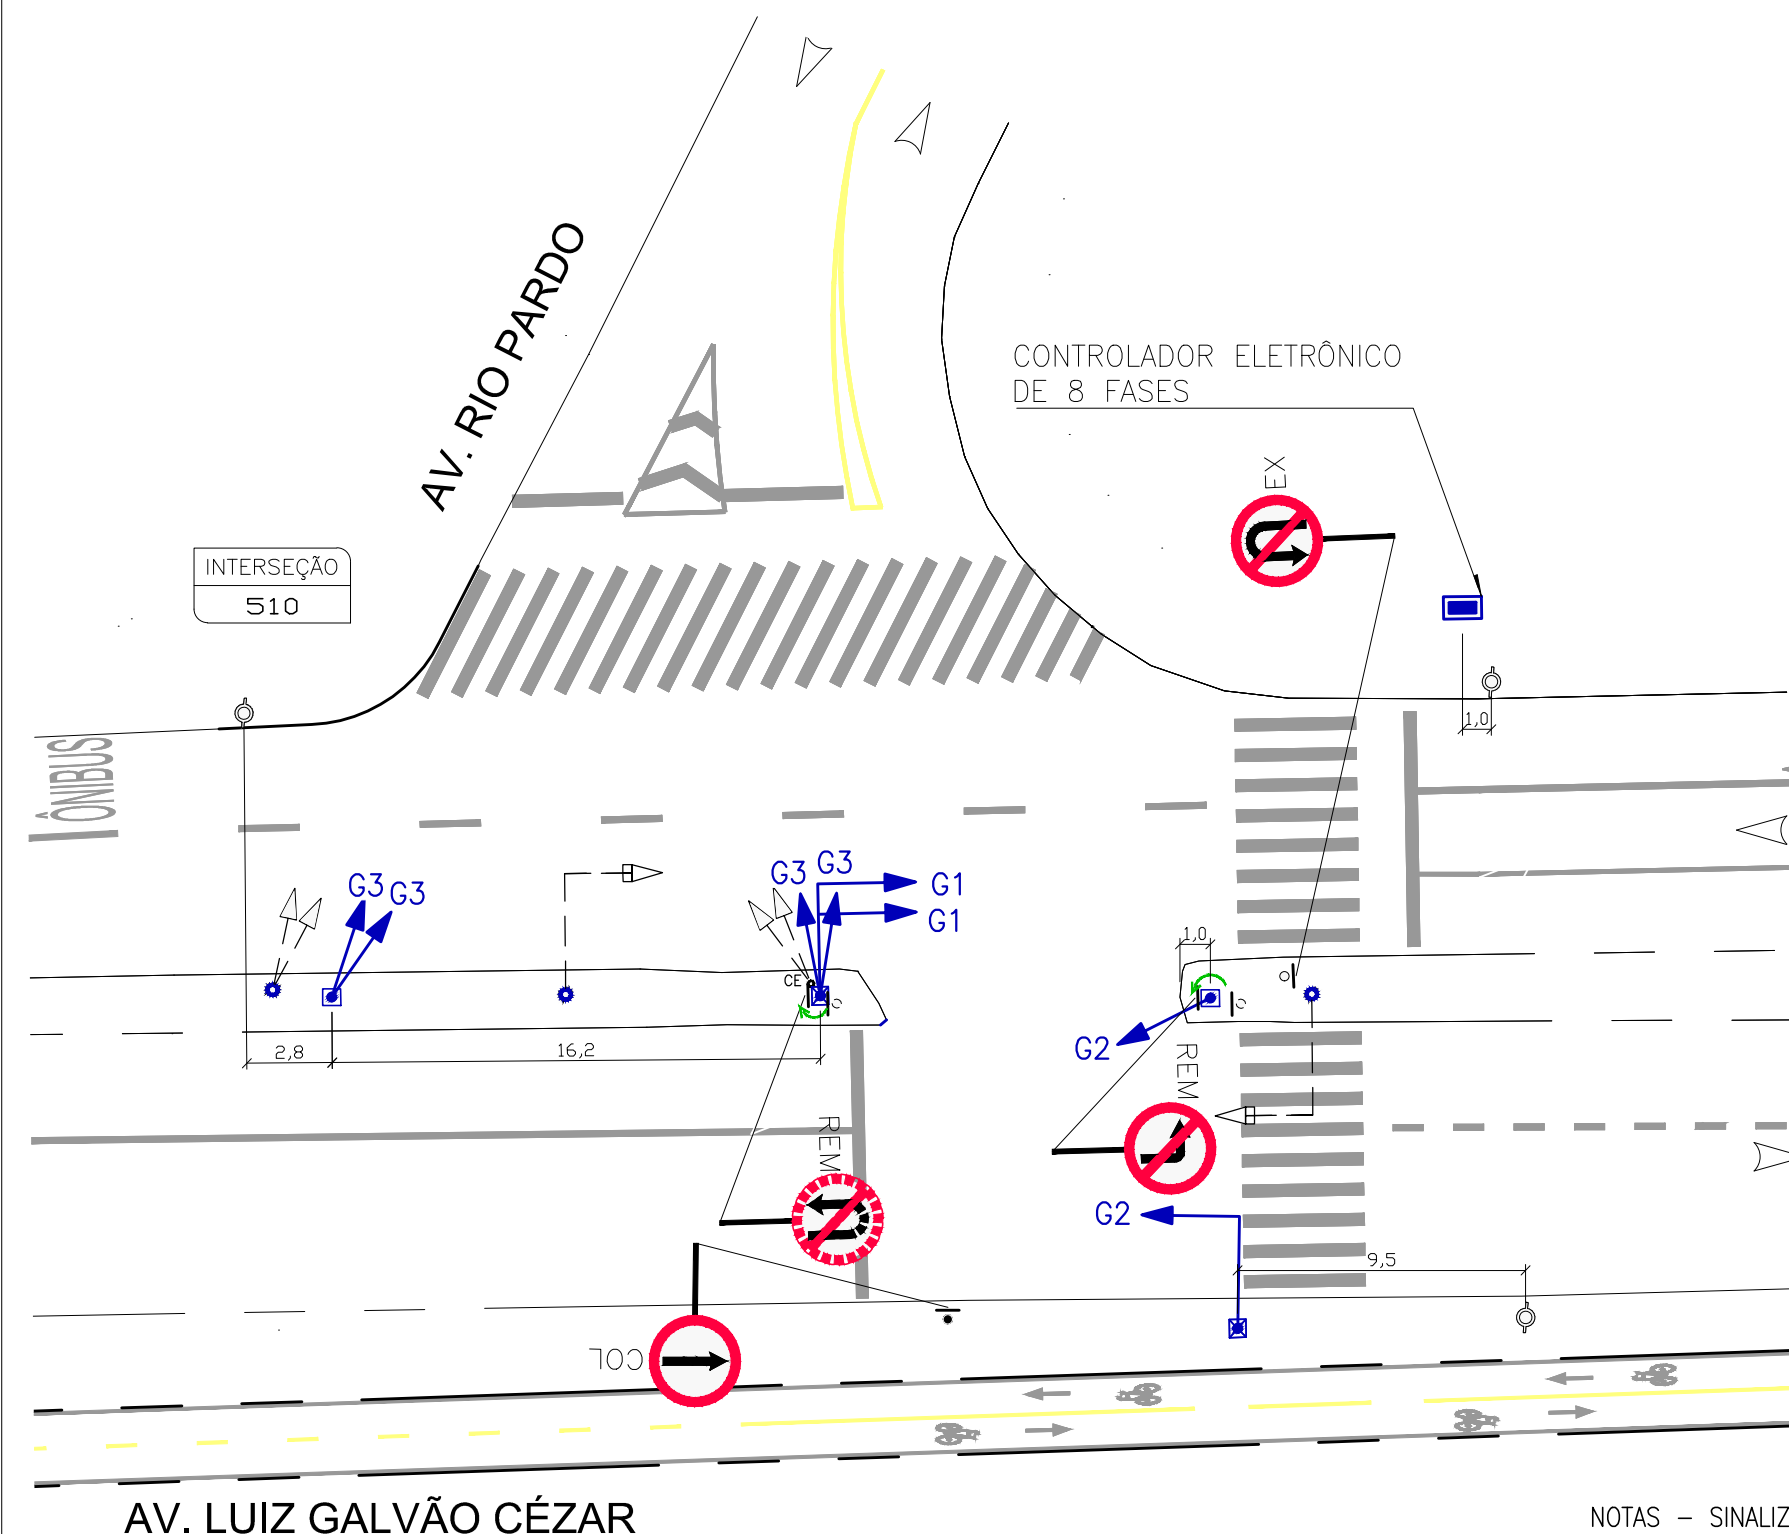 AV. RIO PARDO
CONTROLADOR ELETRÔNICO
DE 8 FASES
EX
INTERSEÇÃO
510
1,0
ÔNIBUS
G3
G3
G3
G3
G1
G1
CE
1,0
G2
2,8
16,2
REM
REM
G2
9,5
COL
AV. LUIZ GALVÃO CÉZAR
NOTAS – SINALIZ